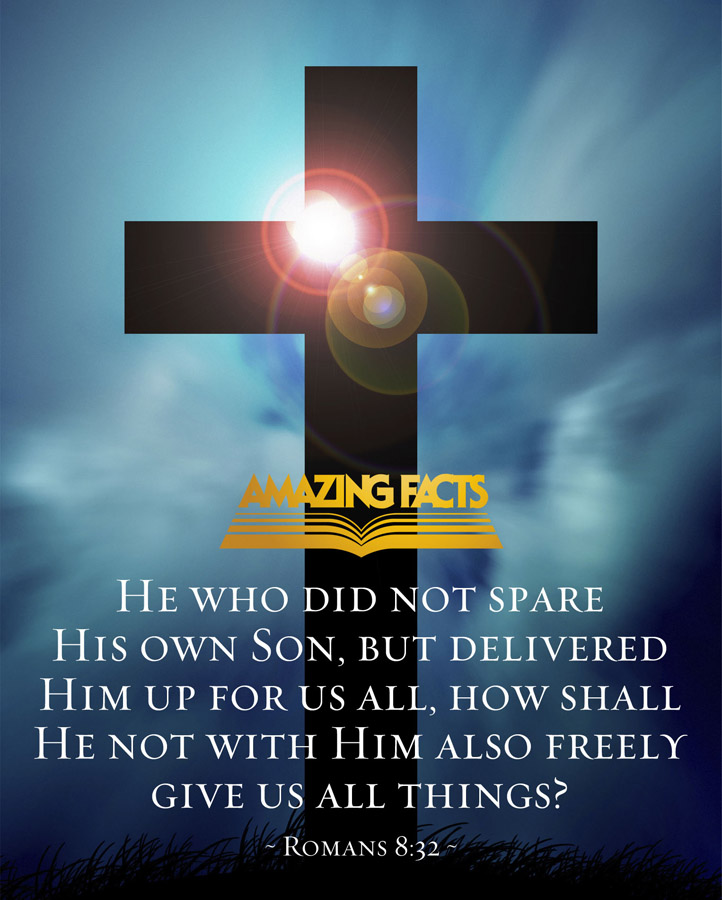 AMAZING FACTS
He who did not spare
His own Son, but delivered
Him up for us all, how shall
He not with Him also freely
give us all things?
~ Romans 8:32 ~